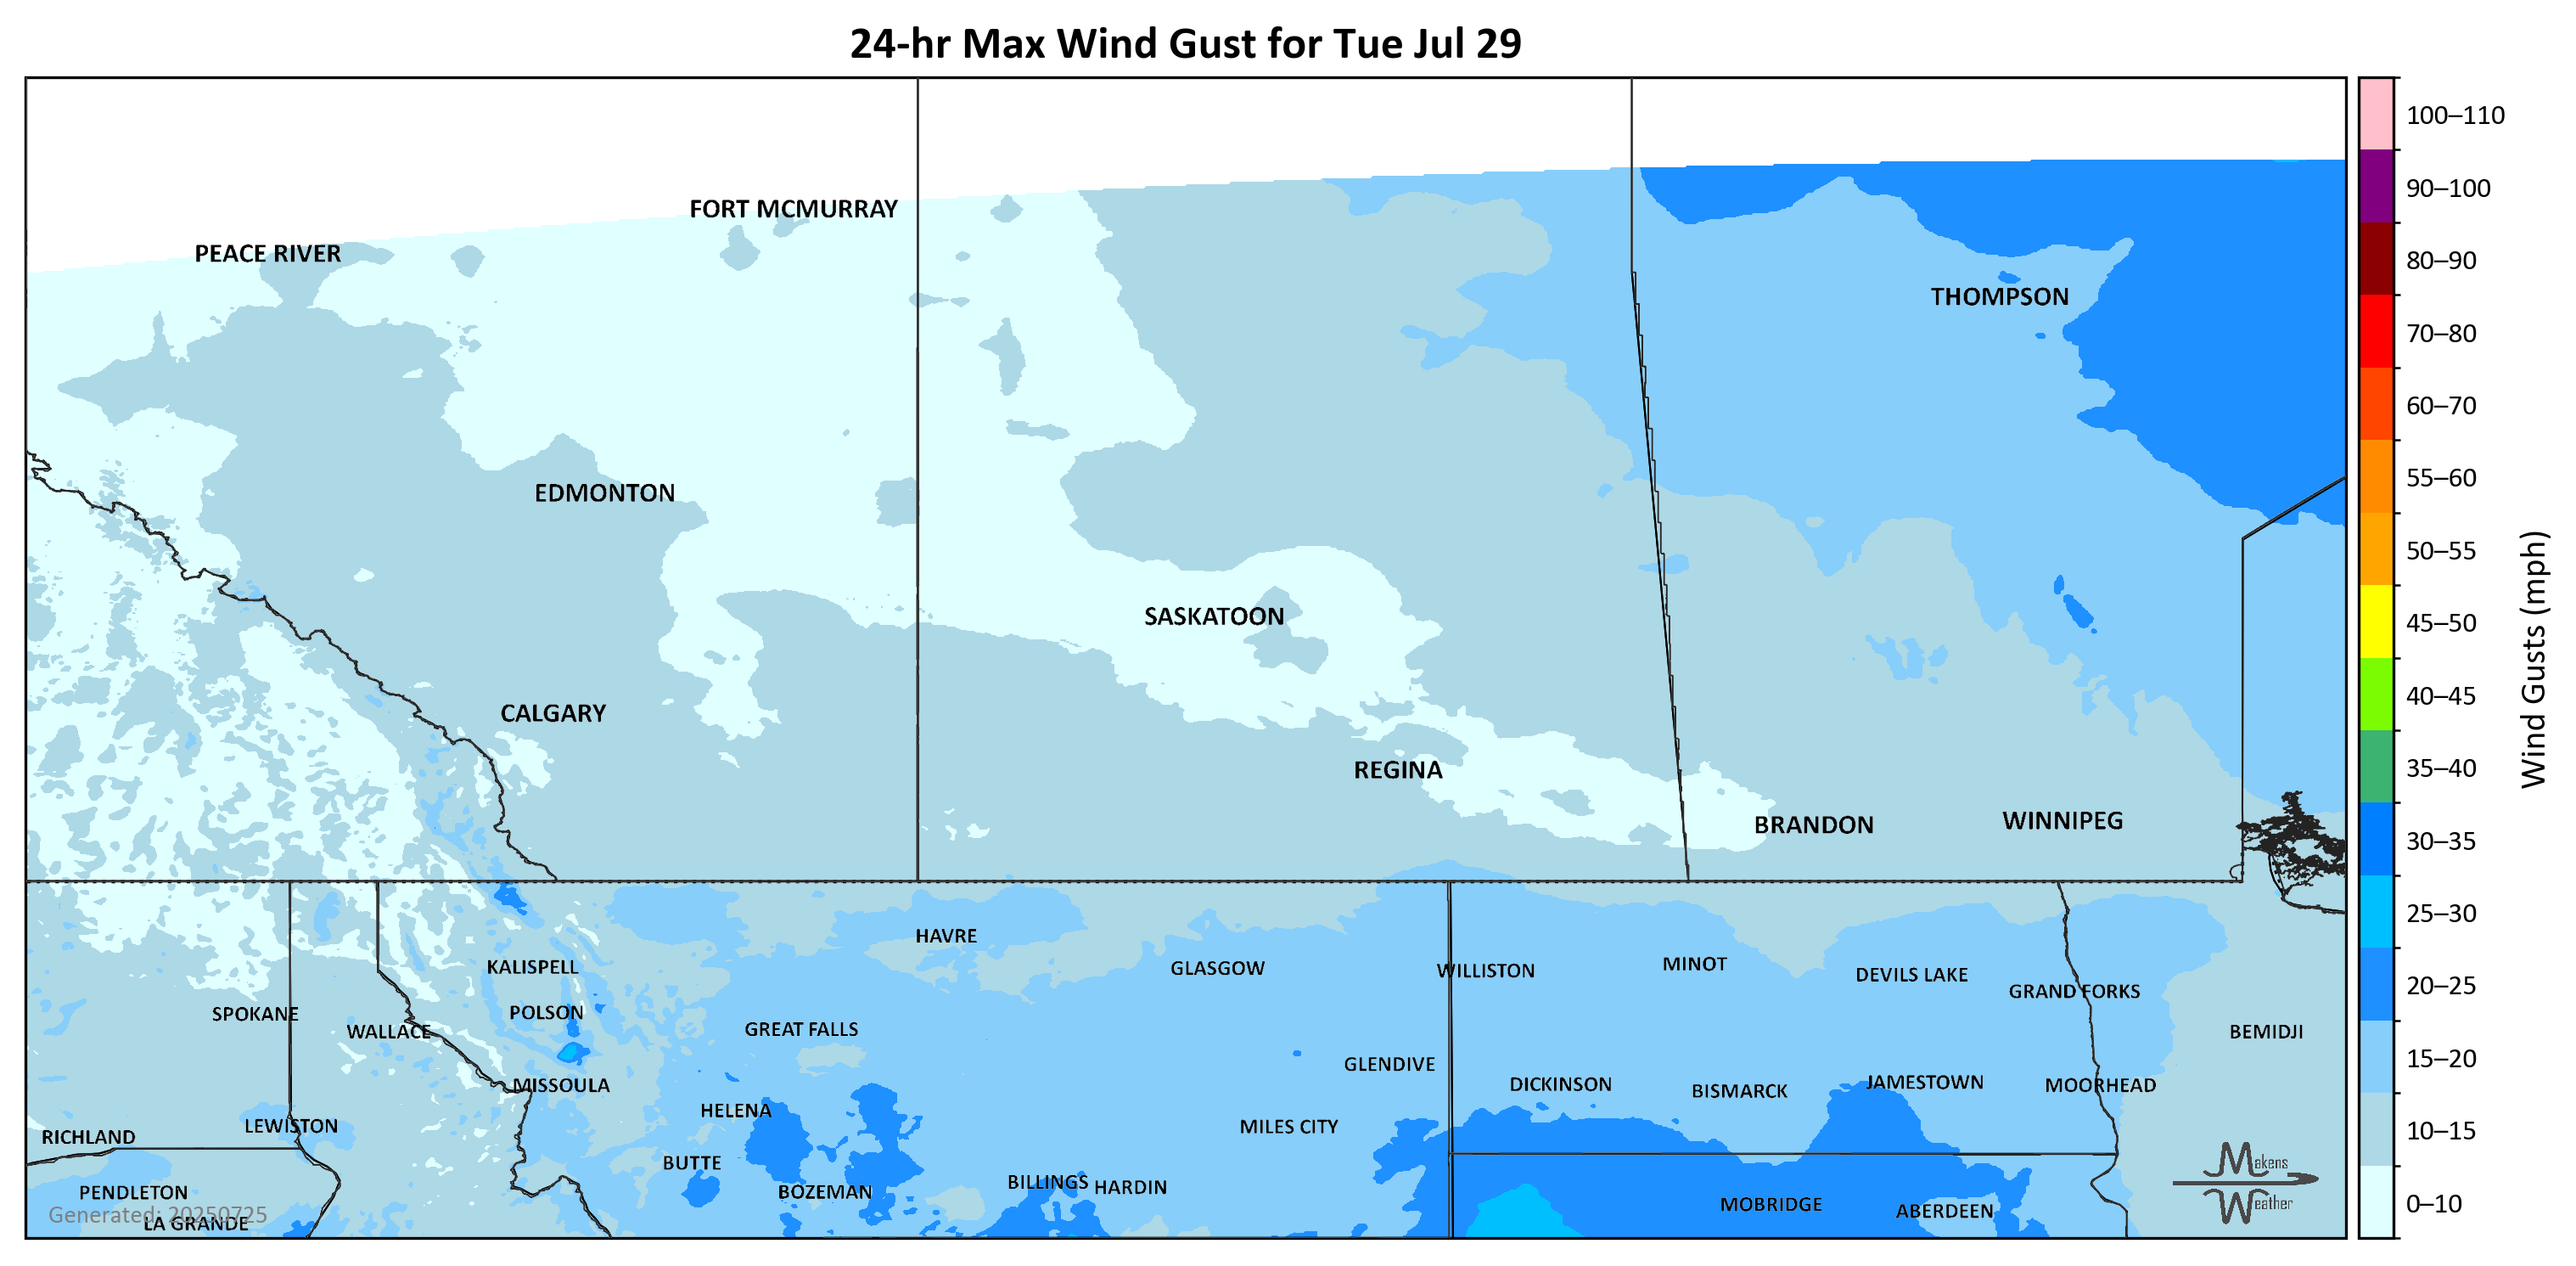 24-hr Max Wind Gust for Tue Jul 29
100–110
90–100
80–90
70–80
60–70
55–60
50–55
45–50
40–45
35–40
30–35
25–30
20–25
15–20
10–15
0–10
Wind Gusts (mph)
FORT MCMURRAY
PEACE RIVER
THOMPSON
EDMONTON
SASKATOON
CALGARY
REGINA
BRANDON
WINNIPEG
HAVRE
KALISPELL
GLASGOW
WILLISTON
MINOT
DEVILS LAKE
GRAND FORKS
SPOKANE
POLSON
WALLACE
GREAT FALLS
BEMIDJI
GLENDIVE
MISSOULA
DICKINSON
BISMARCK
JAMESTOWN
MOORHEAD
HELENA
LEWISTON
MILES CITY
RICHLAND
BUTTE
BILLINGS
HARDIN
PENDLETON
BOZEMAN
MOBRIDGE
ABERDEEN
Generated: 20250725
LA GRANDE
Makens
Weather